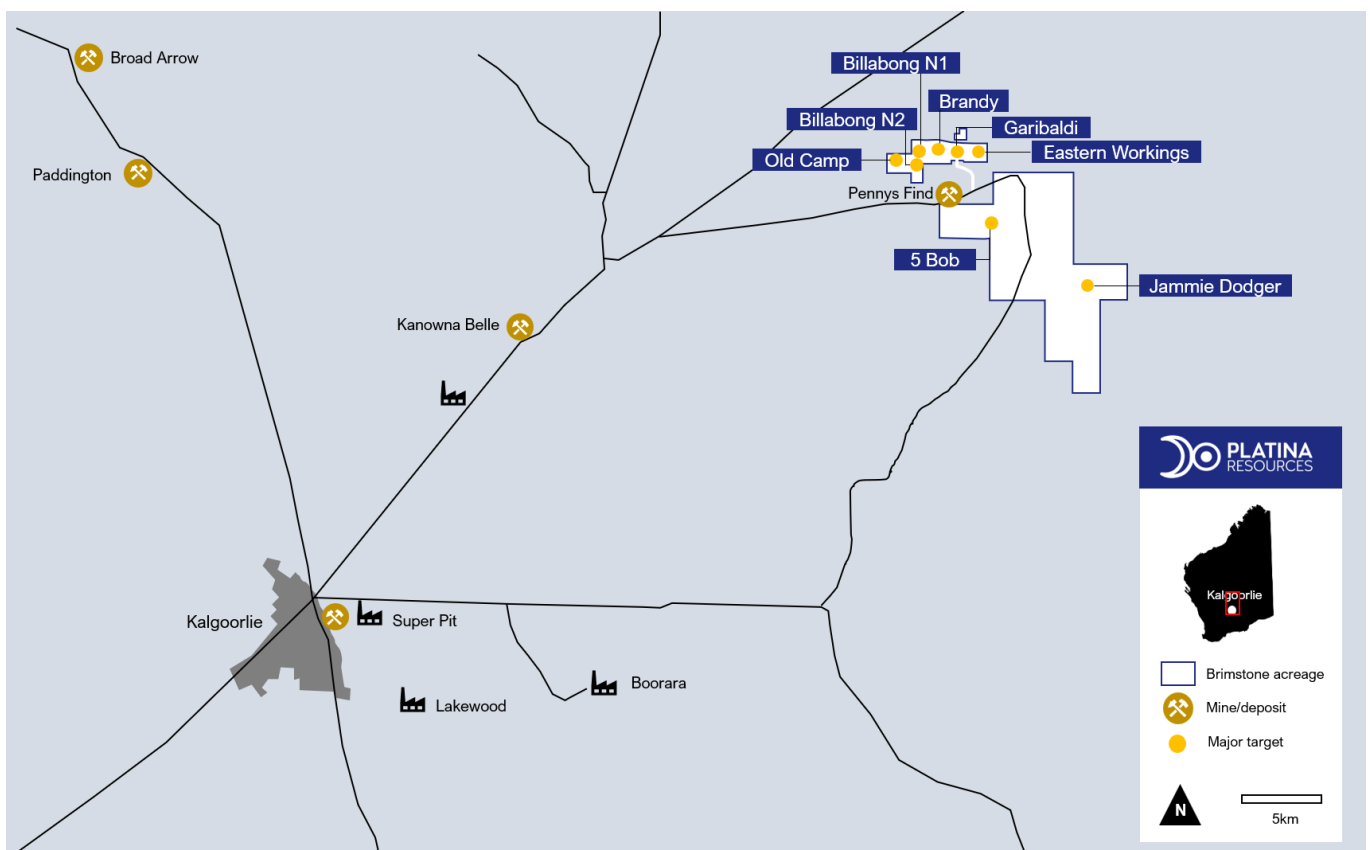 Broad Arrow
Paddington
Billabong N1
Brandy
Billabong N2
Garibaldi
Old Camp
Eastern Workings
Pennys Find
5 Bob
Jammie Dodger
Kanowna Belle
Kalgoorlie
Super Pit
Lakewood
Boorara
PLATINA
RESOURCES
Kalgoorlie
Brimstone acreage
Mine/deposit
Major target
N
5km